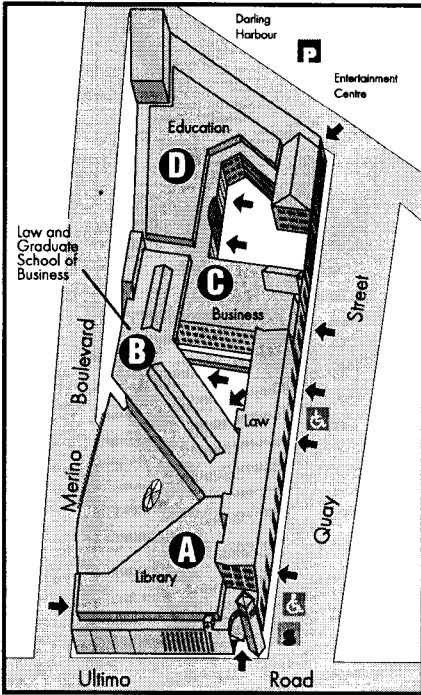 Darling
Harbour
P
Entertainment
Centre
Education
D
Law and
Graduate
School of
Business
C
Business
Street
Boulevard
B
Law
Merino
Quay
A
Library
Ultimo Road